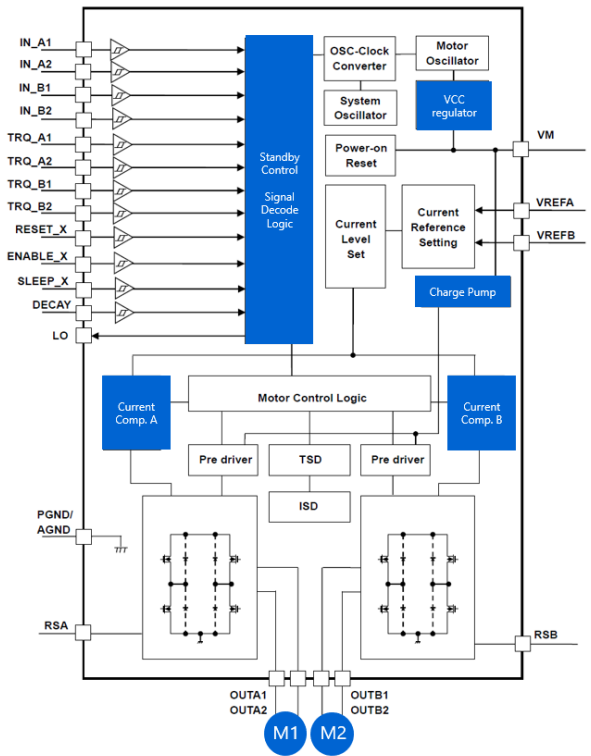 IN_A1
IN_A2
IN_B1
IN_B2
TRQ_A1
TRQ_A2
TRQ_B1
TRQ_B2
RESET_X
ENABLE_X
SLEEP_X
DECAY
LO
Standby
Control
Signal
Decode
Logic
OSC-Clock
Converter
Motor
Oscillator
System
Oscillator
VCC
regulator
Power-on
Reset
VM
Current
Level
Set
Current
Reference
Setting
VREFA
VREFB
Charge Pump
Current
Comp. A
Motor Control Logic
Current
Comp. B
Pre driver
TSD
Pre driver
ISD
PGND/
AGND
RSA
RSB
OUTA1
OUTA2
OUTB1
OUTB2
M1
M2